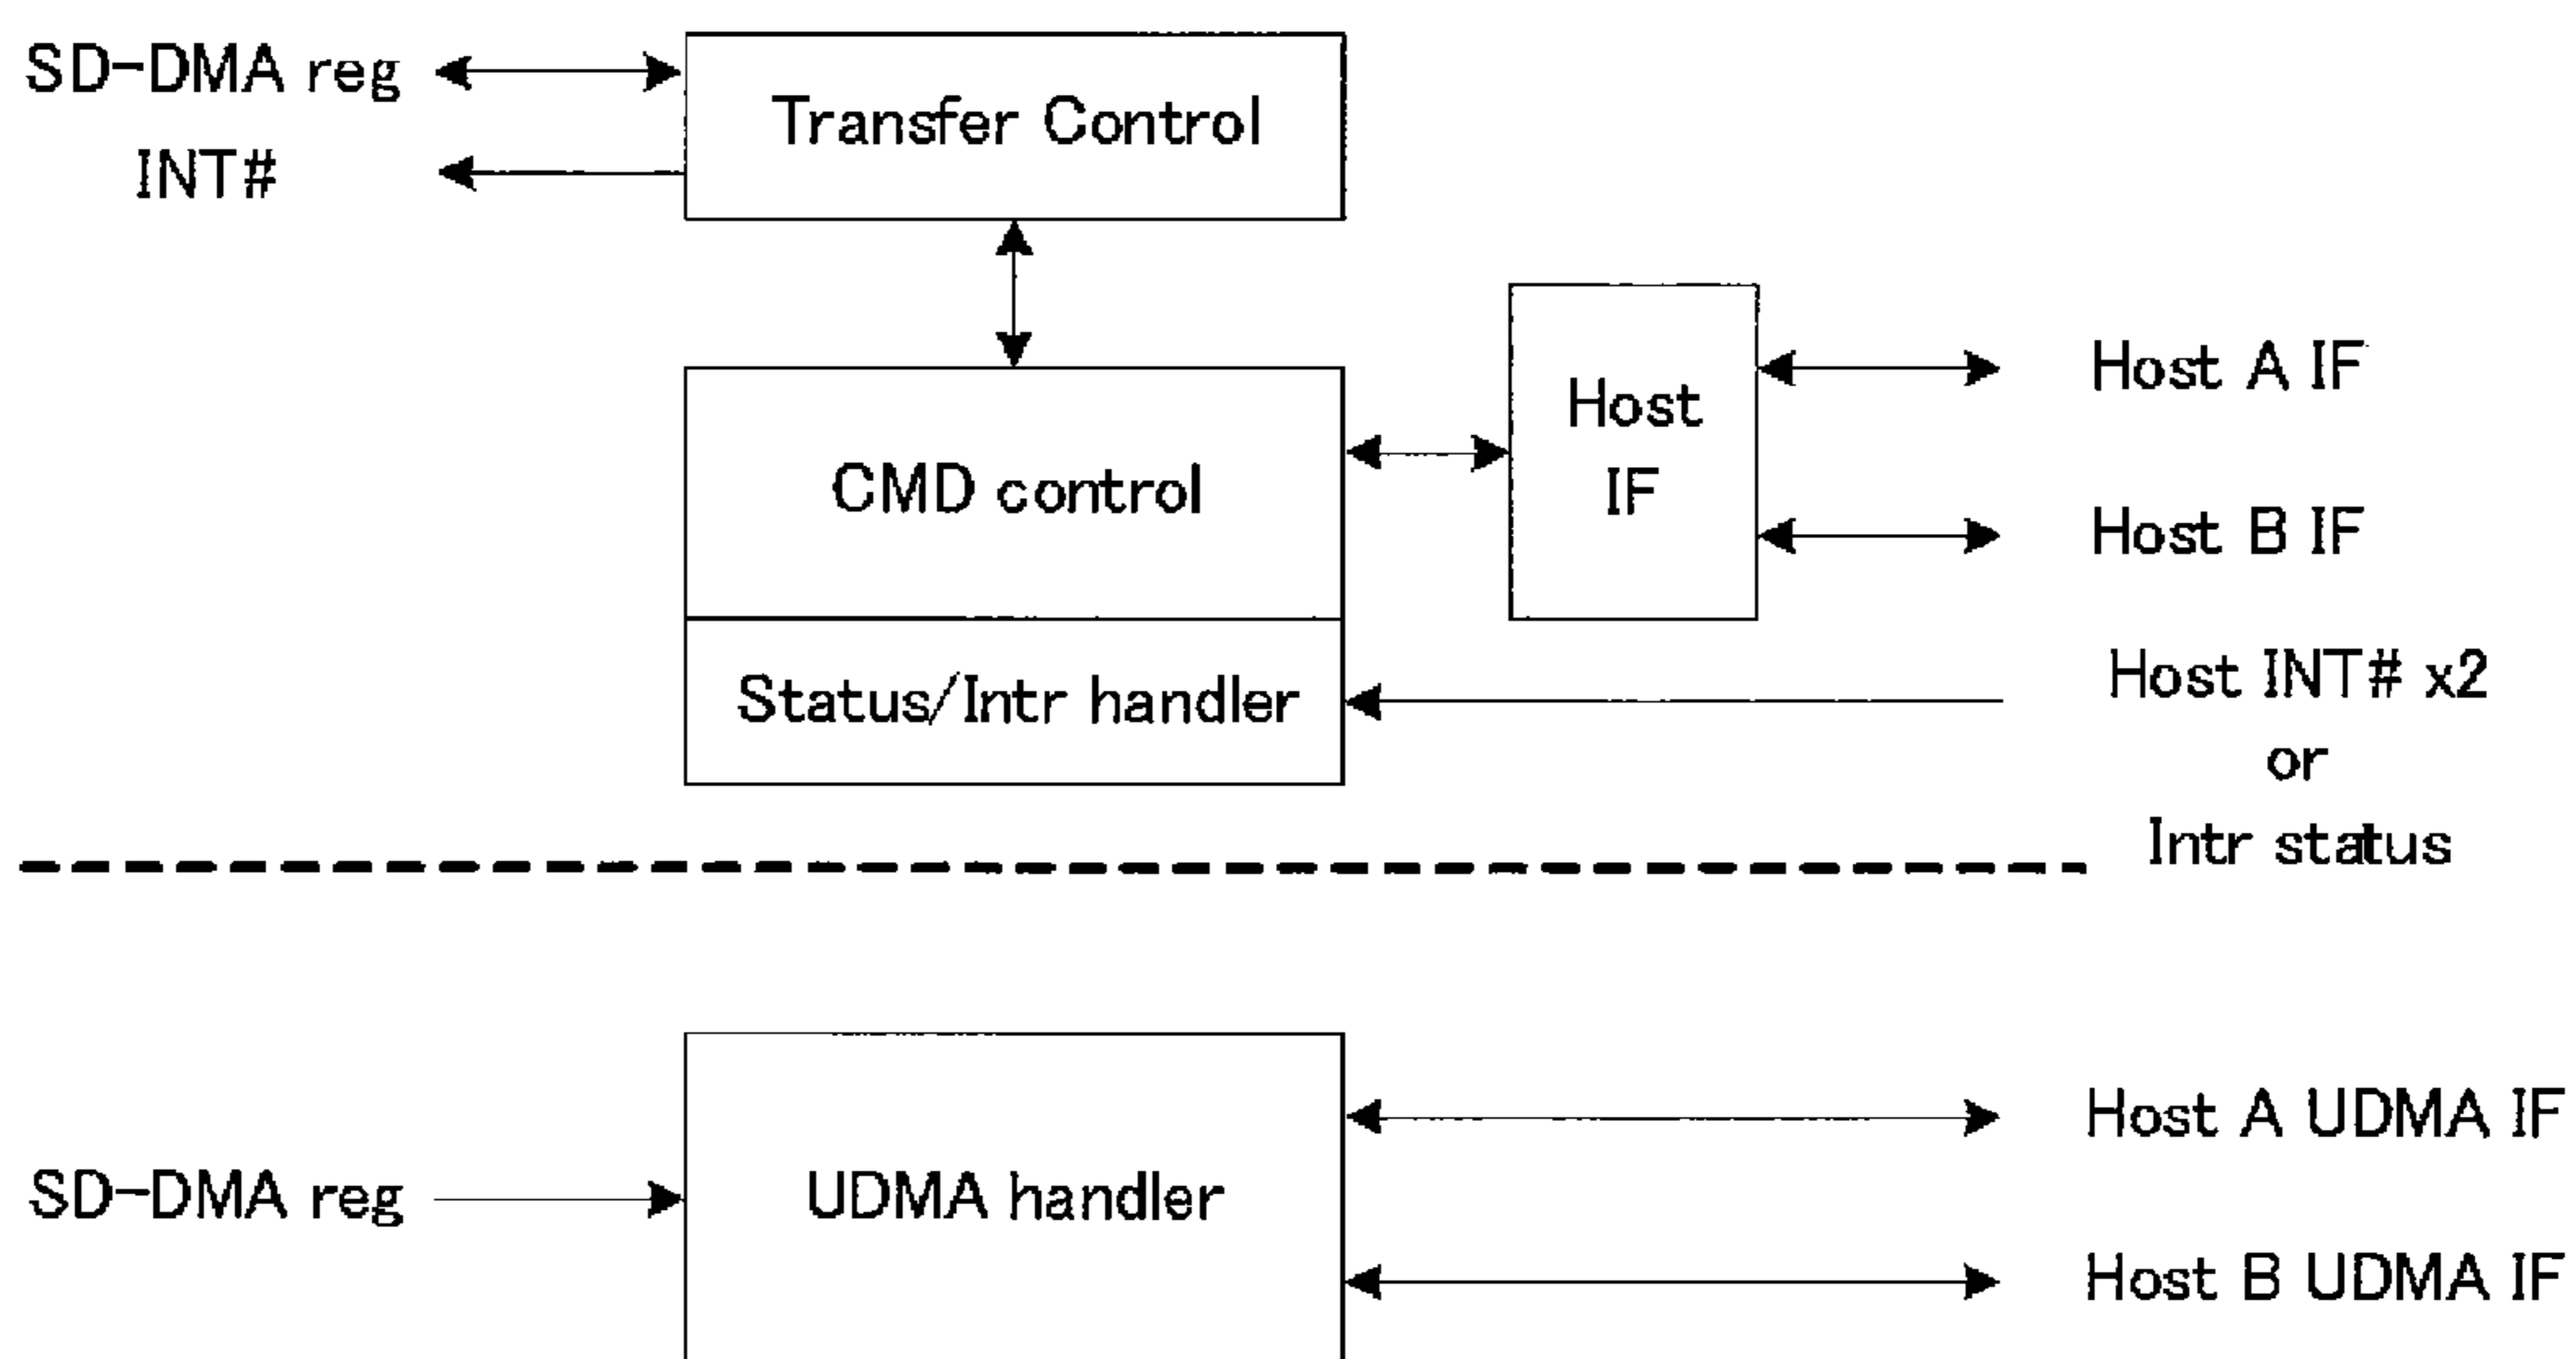 SD-DMA reg
INT#
Transfer Control
CMD control
Status/Intr handler
Host
IF
Host A IF
Host B IF
Host INT# x2
or
Intr status
SD-DMA reg
UDMA handler
Host A UDMA IF
Host B UDMA IF